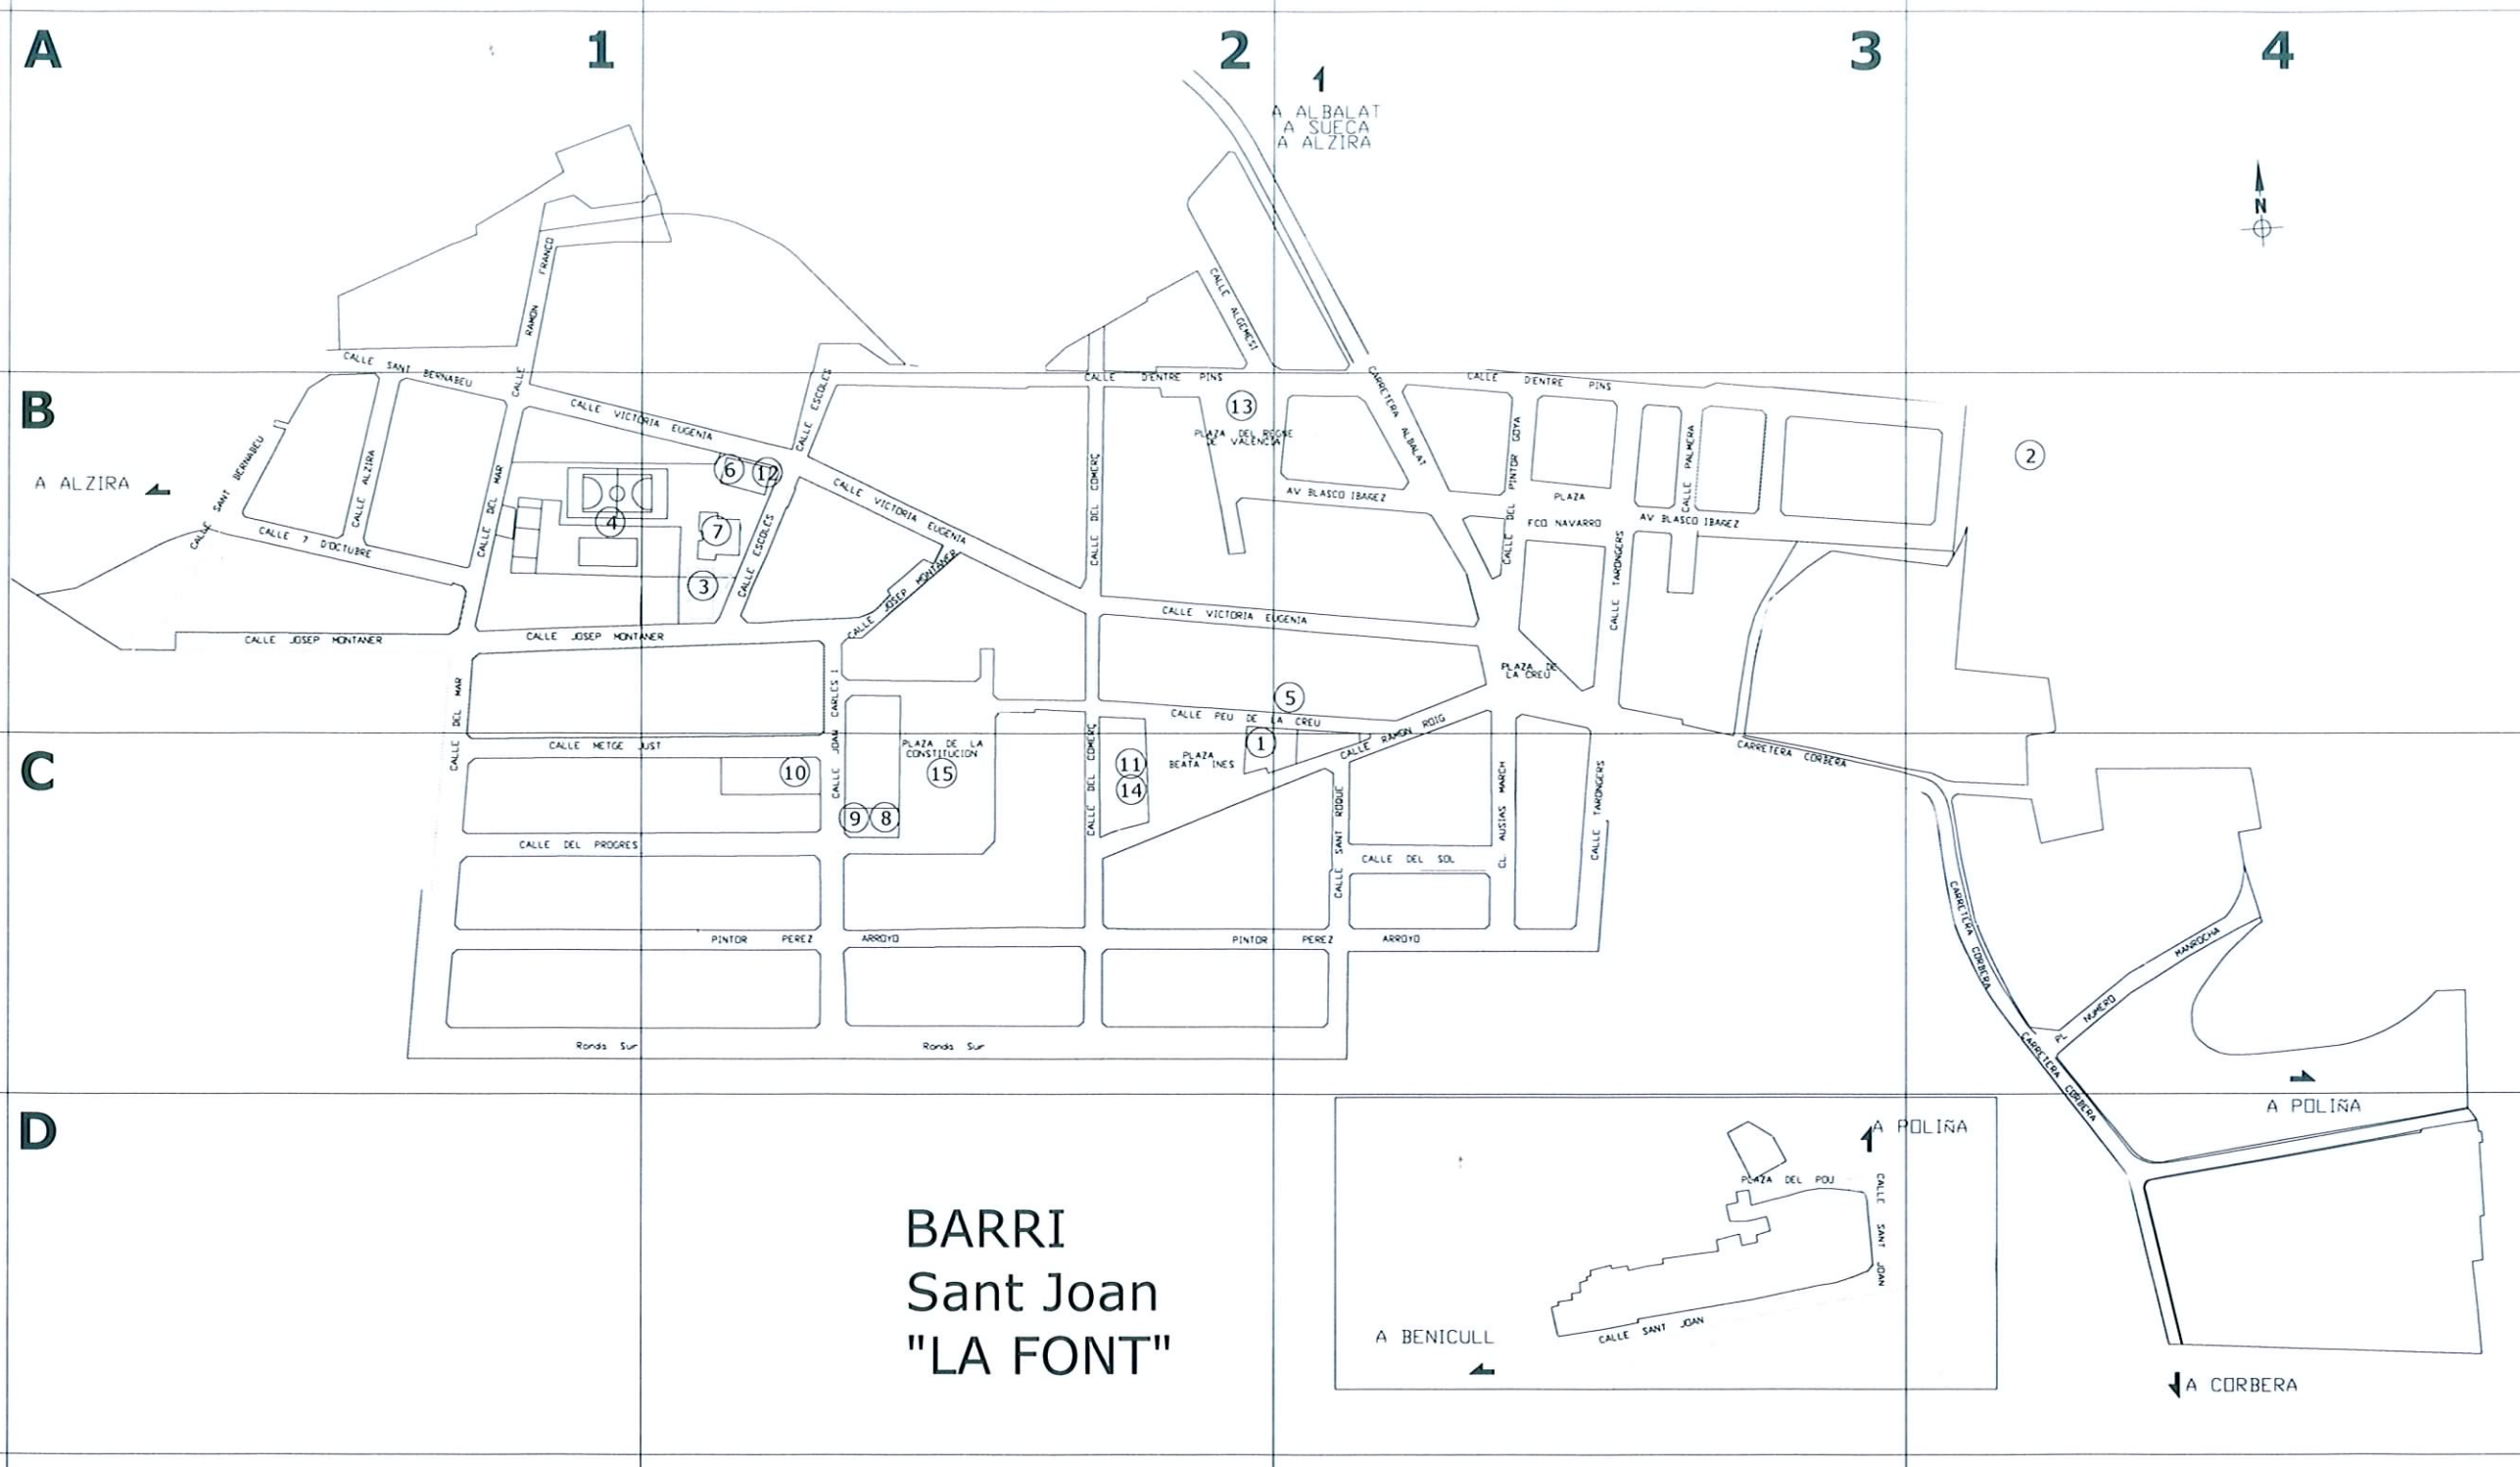 A
1
2
3
4
A ALBALAT
A SUECA
A ALZIRA
N
RAMON FRANCO
CALLE ALGEMESI
CALLE SANT BERNABEU
CALLE
B
CALLE D'ENTRE PINS
CALLE D'ENTRE PINS
CALLE VICTORIA EUGENIA
CALLE ESCOLES
13
PLAZA DEL REGNE
DE VALENCIA
CARRETERA ALBALAT
CALLE DEL PINTOR GOYA
CALLE PALMERA
2
A ALZIRA
CALLE SANT BERNABEU
CALLE ALZIRA
CALLE DEL MAR
6
12
4
7
3
CALLE ESCOLES
CALLE VICTORIA EUGENIA
CALLE DEL COMERÇ
AV BLASCO IBAÑEZ
PLAZA
FCO NAVARRO
AV BLASCO IBAÑEZ
CALLE 7 D'OCTUBRE
CALLE JOSEP MONTANER
CALLE TARONGERS
CALLE VICTORIA EUGENIA
CALLE JOSEP MONTANER
CALLE JOSEP MONTANER
PLAZA DE
LA CREU
CALLE DEL MAR
CALLE JOAN CARLES I
5
CALLE PEU DE LA CREU
CALLE RAMON ROIG
C
CALLE METGE JUST
PLAZA DE LA
CONSTITUCION
15
10
9
8
CALLE DEL COMERÇ
11
14
PLAZA
BEATA INES
1
CARRETERA CORBERA
CALLE SANT ROQUE
CL AUSIAS MARCH
CALLE TARONGERS
CALLE DEL PROGRES
CALLE DEL SOL
CARRETERA CORBERA
PINTOR PEREZ ARROYO
PINTOR PEREZ ARROYO
PL NUMERO MANROCHA
Ronda Sur
Ronda Sur
CARRETERA CORBERA
D
A POLIÑA
A POLIÑA
PLAZA DEL POU
CALLE SANT JOAN
BARRI
Sant Joan
"LA FONT"
CALLE SANT JOAN
A BENICULL
A CORBERA